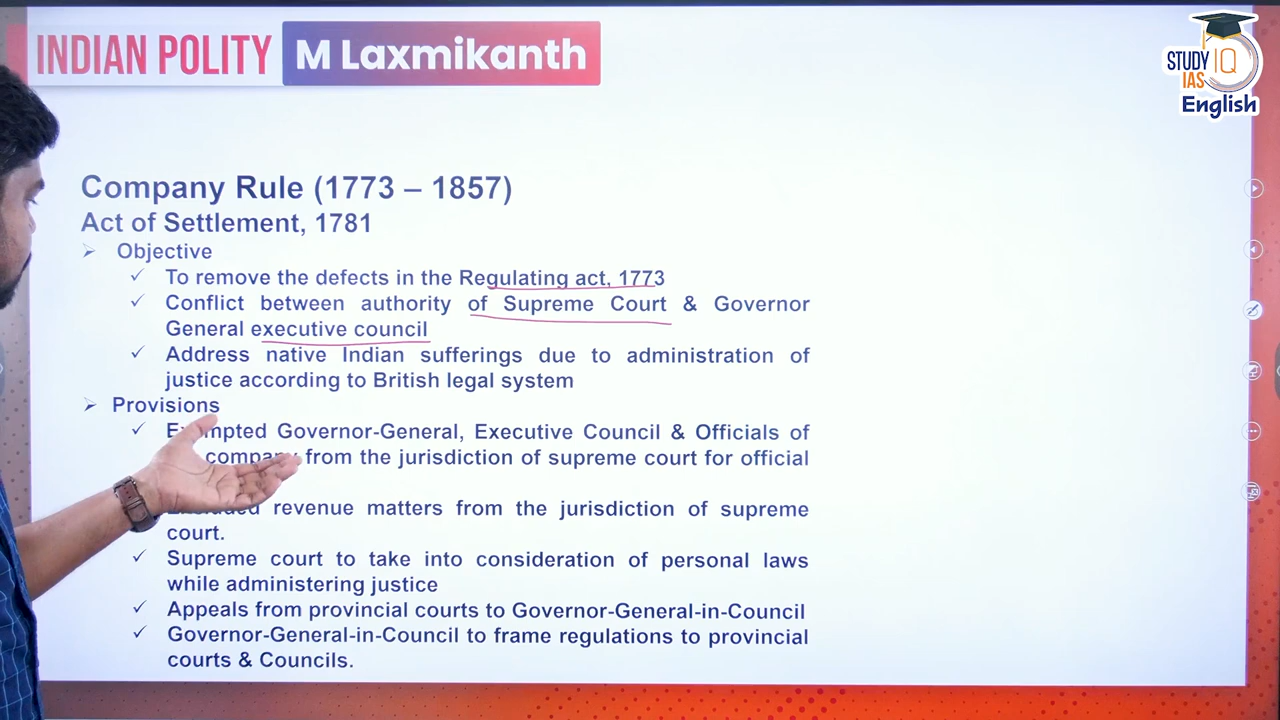 INDIAN POLITY M Laxmikanth
STUDY IQ
IAS
English
Company Rule (1773 – 1857)
Act of Settlement, 1781
Objective
To remove the defects in the Regulating act, 1773
Conflict between authority of Supreme Court & Governor
General executive council
Address native Indian sufferings due to administration of
justice according to British legal system
Provisions
Exempted Governor-General, Executive Council & Officials of
company from the jurisdiction of supreme court for official
revenue matters from the jurisdiction of supreme
court.
Supreme court to take into consideration of personal laws
while administering justice
Appeals from provincial courts to Governor-General-in-Council
Governor-General-in-Council to frame regulations to provincial
courts & Councils.